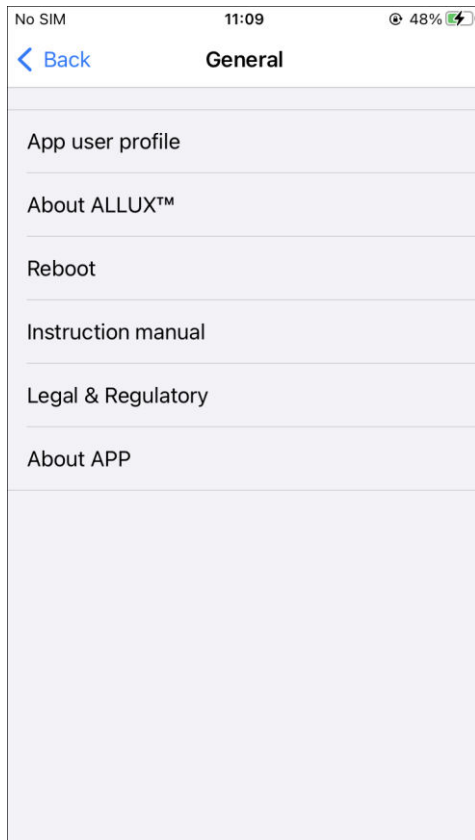 No SIM 11:09 48%
Back General
App user profile
About ALLUX™
Reboot
Instruction manual
Legal & Regulatory
About APP